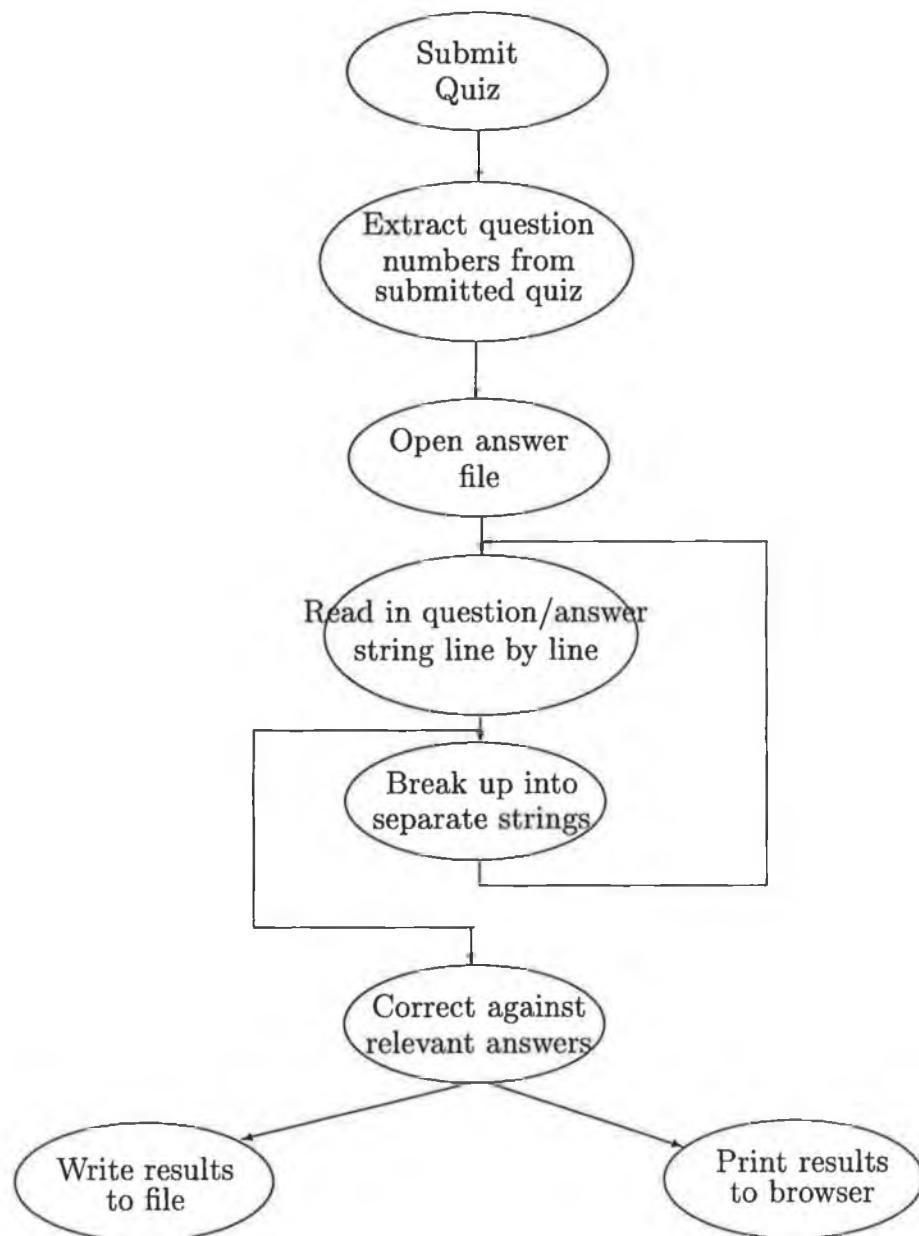 Submit
Quiz
Extract question
numbers from
submitted quiz
Open answer
file
Read in question/answer
string line by line
Break up into
separate strings
Correct against
relevant answers
Write results
to file
Print results
to browser